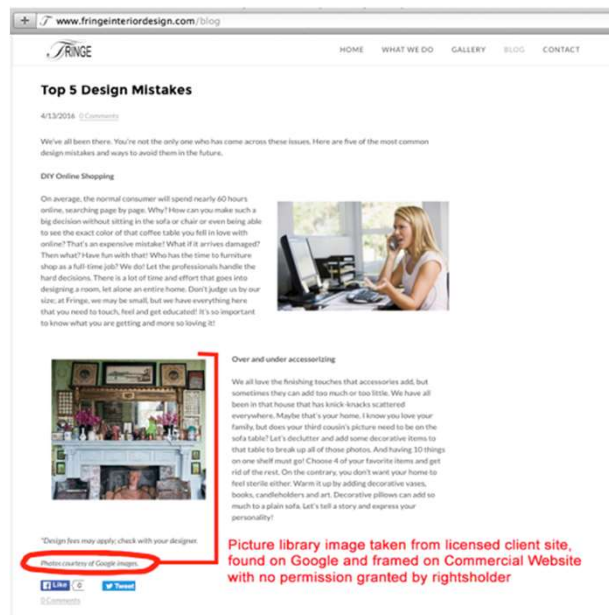 www.fringeinteriordesign.com/blog
FRINGE
HOME WHAT WE DO GALLERY BLOG CONTACT
Top 5 Design Mistakes
4/13/2016 0 Comments
We've all been there. You're not the only one who has come across these issues. Here are five of the most common
design mistakes and ways to avoid them in the future.
DIY Online Shopping
On average, the normal consumer will spend nearly 60 hours
online, searching page by page. Why? How can you make such a
big decision without sitting in the sofa or chair or even being able
to see the exact color of that coffee table you fell in love with
online? That's an expensive mistake! What if it arrives damaged?
Then what? Have fun with that! Who has the time to furniture
shop as a full-time job? We do! Let the professionals handle the
hard decisions. There is a lot of time and effort that goes into
designing a room, let alone an entire home. Don't judge us by our
size; at Fringe, we may be small, but we have everything here
that you need to touch, feel and get educated! It's so important
to know what you are getting and more so loving it!
Over and under accessorizing
We all love the finishing touches that accessories add, but
sometimes they can add too much or too little. We have all
been in that house that has knick-knacks scattered
everywhere. Maybe that's your home. I know you love your
family, but does your third cousin's picture need to be on the
sofa table? Let's declutter and add some decorative items to
that table to break up all of those photos. And having 10 things
on one shelf must go! Choose 4 of your favorite items and get
rid of the rest. On the contrary, you don't want your home to
feel sterile either. Warm it up by adding decorative vases,
books, candleholders and art. Decorative pillows can add so
much to a plain sofa. Let's tell a story and express your
personality!
*Design fees may apply; check with your designer.
Photos courtesy of Google images.
Picture library image taken from licensed client site,
found on Google and framed on Commercial Website
with no permission granted by rightsholder
Like 0 Tweet
0 Comments